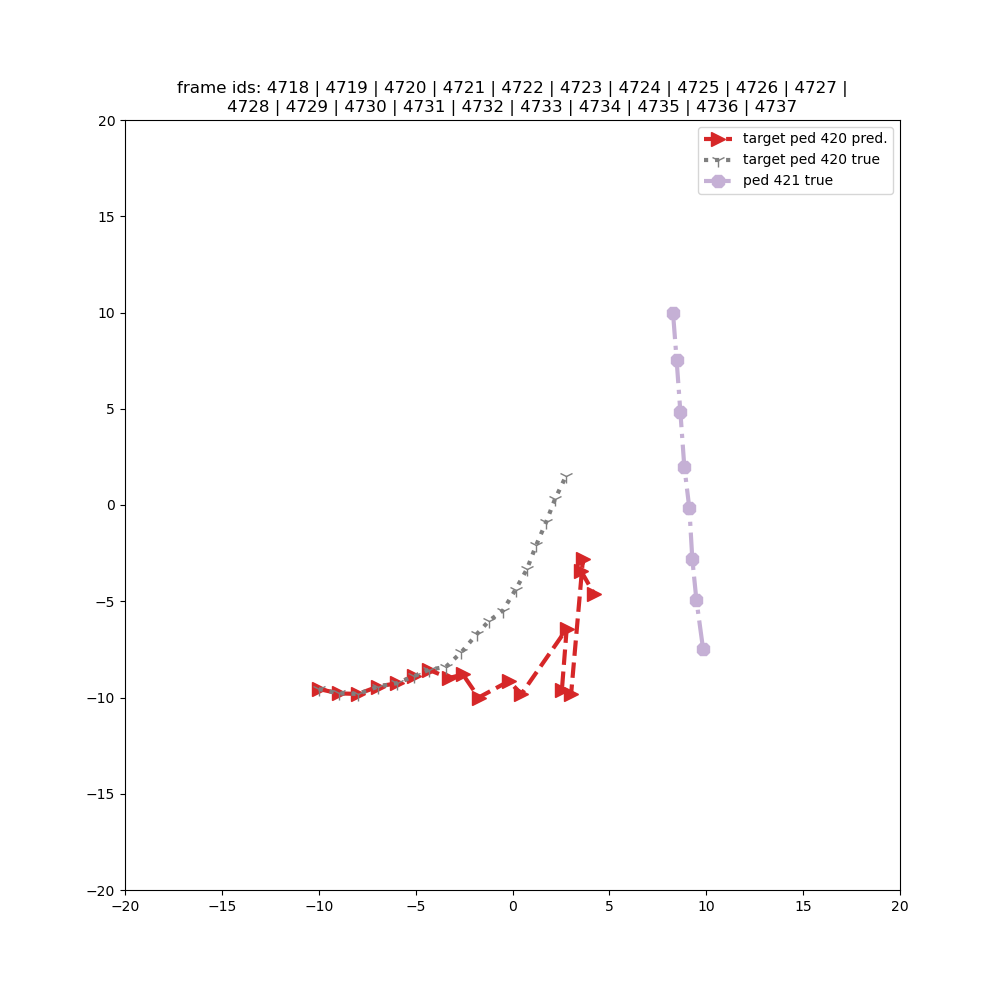 frame ids: 4718 | 4719 | 4720 | 4721 | 4722 | 4723 | 4724 | 4725 | 4726 | 4727 |
4728 | 4729 | 4730 | 4731 | 4732 | 4733 | 4734 | 4735 | 4736 | 4737
target ped 420 pred.
target ped 420 true
ped 421 true
20
15
10
5
0
−5
−10
−15
−20
−20 −15 −10 −5 0 5 10 15 20